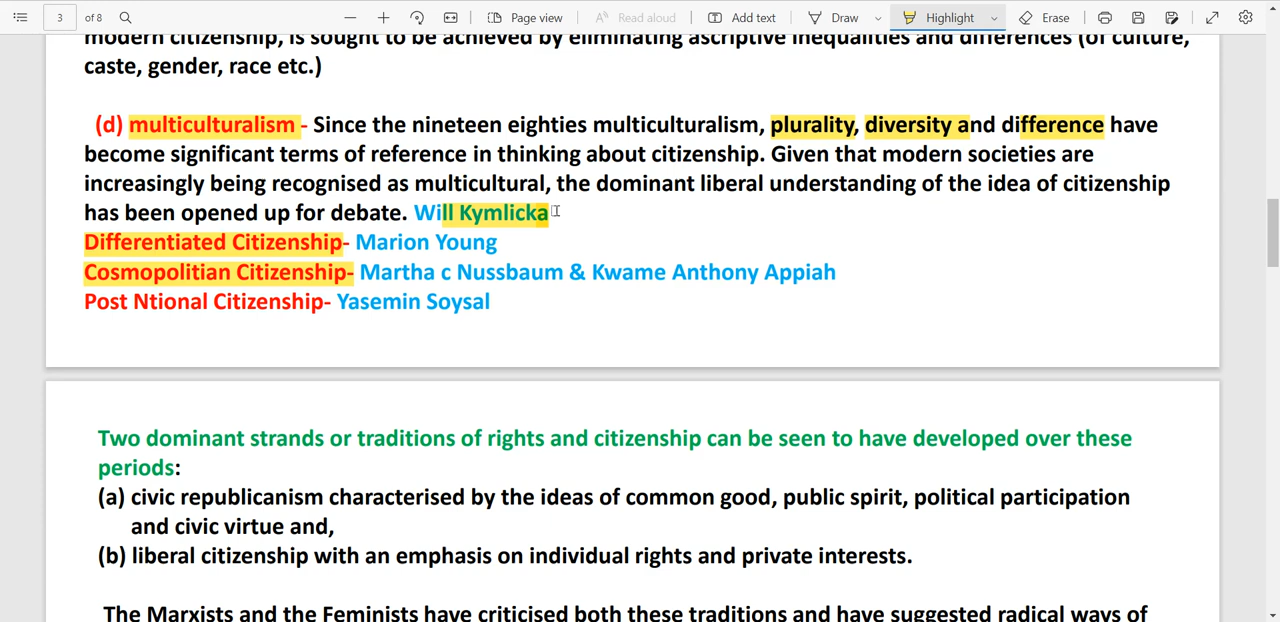 3 of 8 Page view Read aloud Add text Draw Highlight Erase
modern citizenship, is sought to be achieved by eliminating ascriptive inequalities and differences (of culture,
caste, gender, race etc.)
(d) multiculturalism - Since the nineteen eighties multiculturalism, plurality, diversity and difference have
become significant terms of reference in thinking about citizenship. Given that modern societies are
increasingly being recognised as multicultural, the dominant liberal understanding of the idea of citizenship
has been opened up for debate. Will Kymlicka
Differentiated Citizenship- Marion Young
Cosmopolitian Citizenship- Martha c Nussbaum & Kwame Anthony Appiah
Post Ntional Citizenship- Yasemin Soysal
Two dominant strands or traditions of rights and citizenship can be seen to have developed over these
periods:
(a) civic republicanism characterised by the ideas of common good, public spirit, political participation
and civic virtue and,
(b) liberal citizenship with an emphasis on individual rights and private interests.
The Marxists and the Feminists have criticised both these traditions and have suggested radical ways of